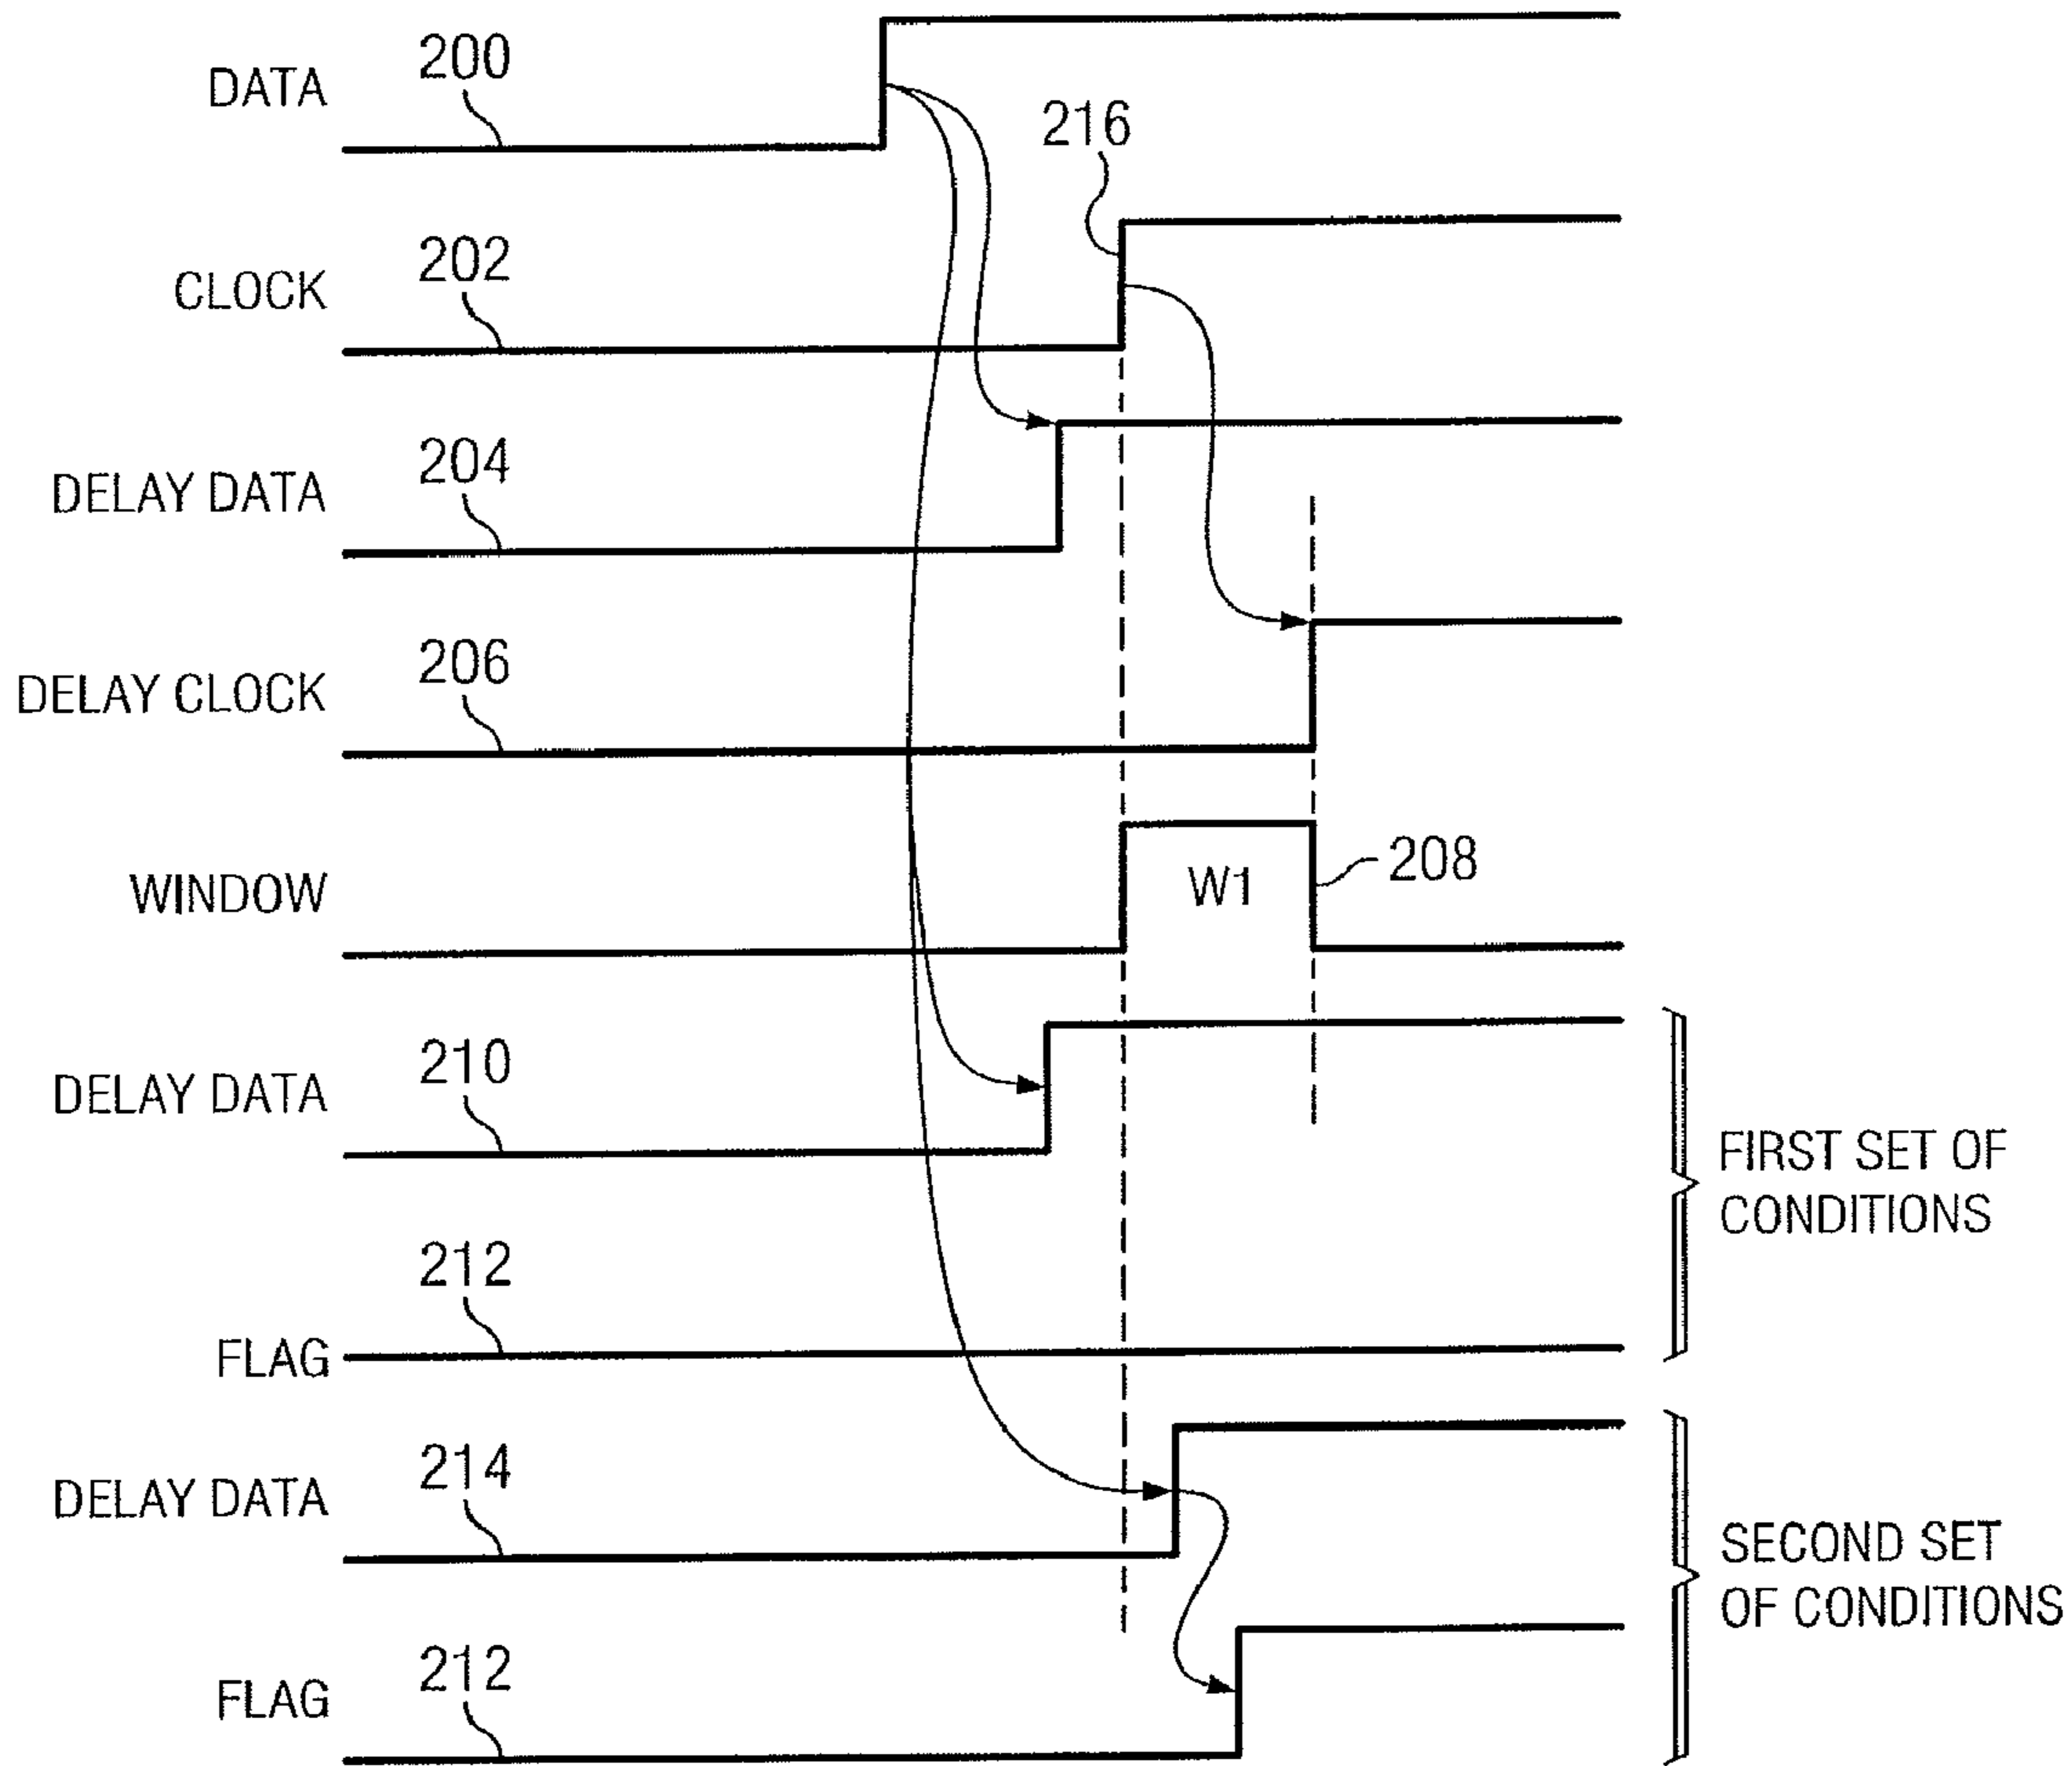 200
DATA
216
202
CLOCK
204
DELAY DATA
206
DELAY CLOCK
208
W1
WINDOW
210
DELAY DATA
FIRST SET OF
CONDITIONS
212
FLAG
214
DELAY DATA
SECOND SET
OF CONDITIONS
212
FLAG